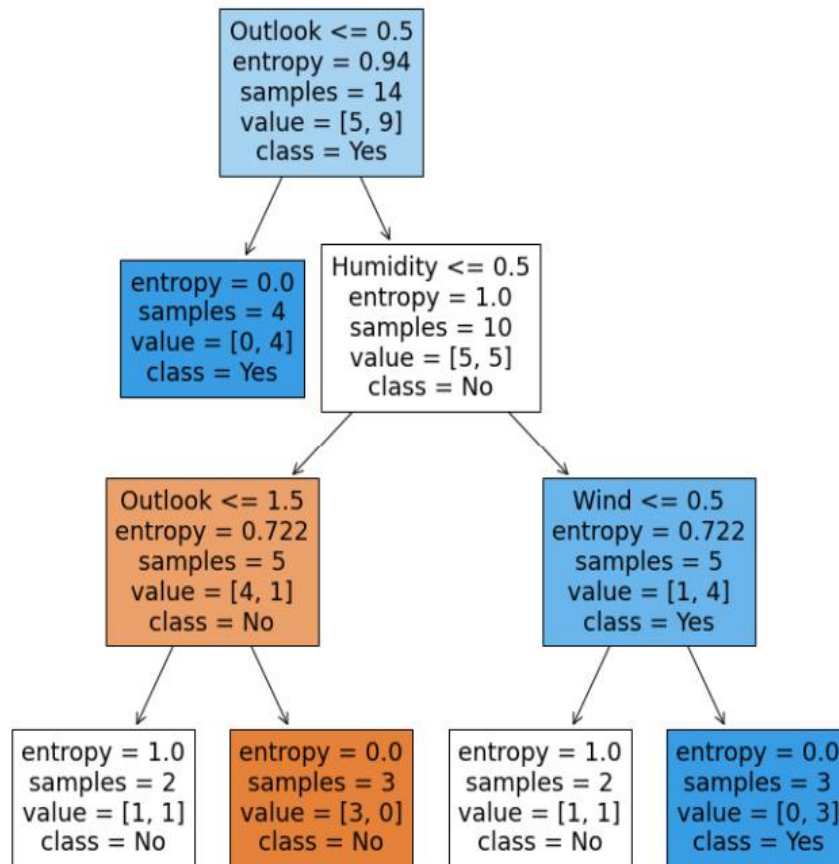 Outlook <= 0.5
entropy = 0.94
samples = 14
value = [5, 9]
class = Yes
entropy = 0.0
samples = 4
value = [0, 4]
class = Yes
Humidity <= 0.5
entropy = 1.0
samples = 10
value = [5, 5]
class = No
Outlook <= 1.5
entropy = 0.722
samples = 5
value = [4, 1]
class = No
Wind <= 0.5
entropy = 0.722
samples = 5
value = [1, 4]
class = Yes
entropy = 1.0
samples = 2
value = [1, 1]
class = No
entropy = 0.0
samples = 3
value = [3, 0]
class = No
entropy = 1.0
samples = 2
value = [1, 1]
class = No
entropy = 0.0
samples = 3
value = [0, 3]
class = Yes